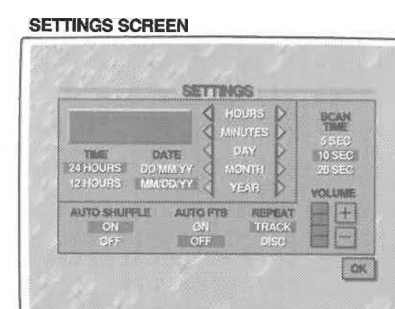 SETTINGS SCREEN
SETTINGS
HOURS
MINUTES
DAY
MONTH
YEAR
TIME
24 HOURS
12 HOURS
DATE
DD/MM/YY
MM/DD/YY
SCAN
TIME
5 SEC
10 SEC
20 SEC
VOLUME
+
−
AUTO SHUFFLE
ON
OFF
AUTO FTS
ON
OFF
REPEAT
TRACK
DISC
OK